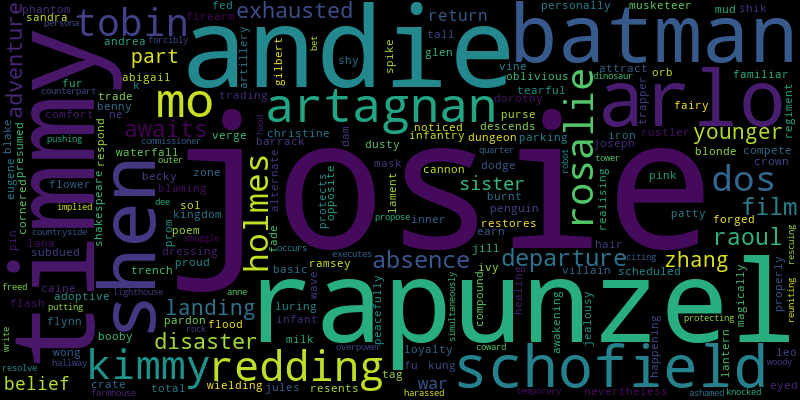 phantom
persona
sandra
adventure
tobin
exhausted
fed
firearm
personally
musketeer
return
mud
shik
andrea
forcibly
part
artillery
gilbert
bet
tall
shy
spike
glen
vine
oblivious
attract
dinosaur
orb
familiar
andie
batman
timmy
fur
abigail
trade
k
benny
counterpart
comfort
ne
mo
trading
artagnan
tearful
dorothy
purse
trapper
fairy
arlo
regiment
eugene
blake
presumed
cornered
pushing
respond
shakespeare
awaits
commissioner
verge
hood
christine
barrack
dam
dusty
noticed
infantry
descends
dungeon
parking
iron
rustler
joseph
younger
blonde
compete
waterfall
outer
becky
zone
blaming
flower
josie
shen
holmes
alternate
mask
cannon
dodge
quarter
robot
tower
rosalie
pink
crown
sister
burnt
penguin
realising
dos
patty
film
implied
countryside
dee
sol
kingdom
prom
poem
smuggle
protectie
opposite
lament
propose
inner
restores
earn
hair
forged
pin
lana
subdued
dressing
proud
fade
occurs
executes
jill
villain
exciting
raoul
rescuing
freed
caine
trench
basic
ramsey
absence
departure
scheduled
zhang
flash
putting
lighthouse
anne
wave
peacefully
simultaneously
ivy
compound
healing
awakening
jealousy
protecting
magically
properly
reuniting
adoptive
landing
luring
infant
rapunzel
write
flynn
rock
pardon
flood
milk
lantern
wong
booby
disaster
overpower
loyalty
coward
happening
leo
woody
resolve
hallway
kimmy
redding
tag
fu
kung
schofield
belief
crate
total
wielding
jules
resents
war
harassed
temporary
nevertheless
ashamed
knocked
eyed
farmhouse